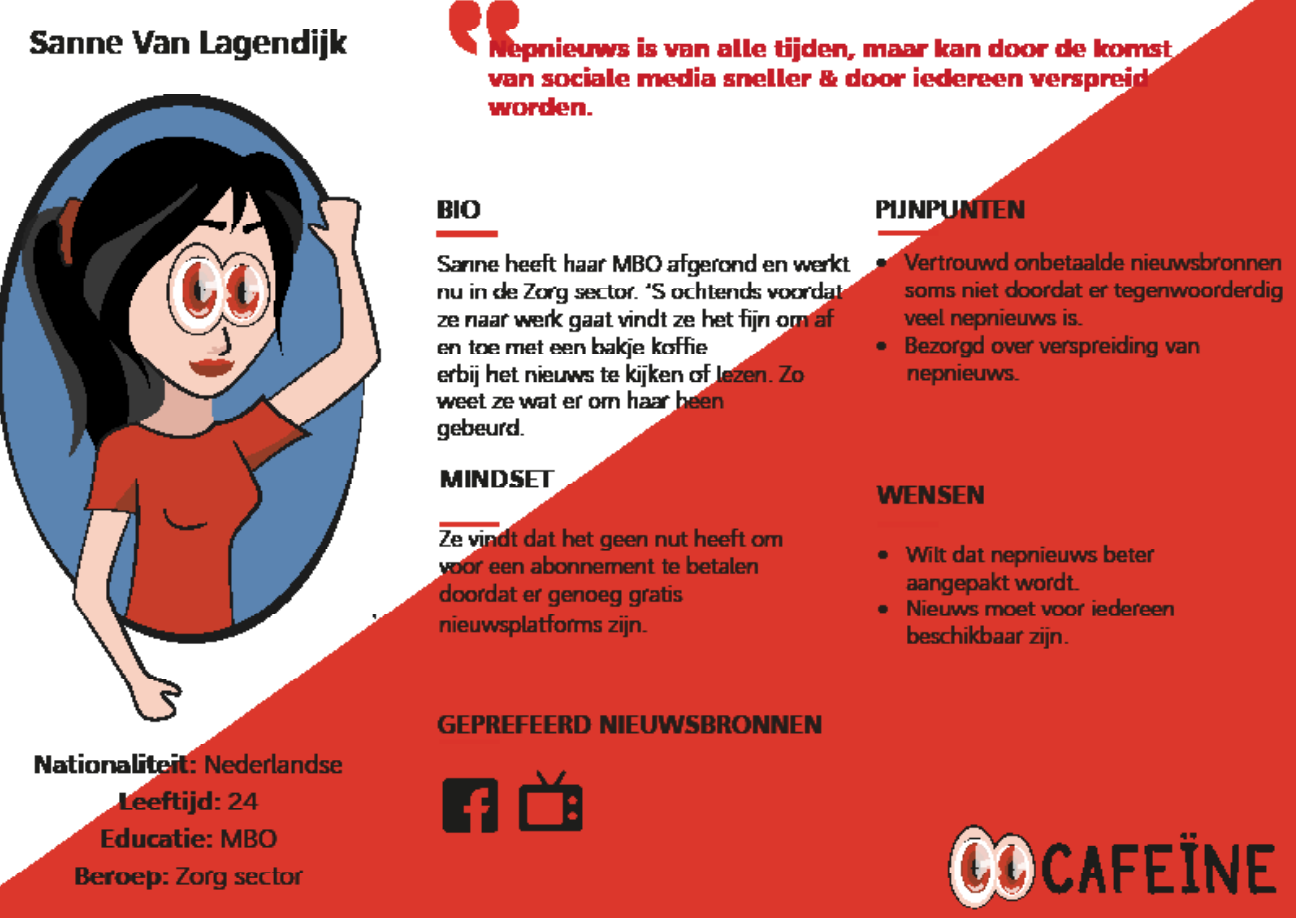 Sanne Van Lagendijk
Nepnieuws is van alle tijden, maar kan door de komst
van sociale media sneller & door iedereen verspreid
worden.
BIO
Sanne heeft haar MBO afgerond en werkt
nu in de Zorg sector. ‘S ochtends voordat
ze naar werk gaat vindt ze het fijn om af
en toe met een bakje koffie
erbij het nieuws te kijken of lezen. Zo
weet ze wat er om haar heen
gebeurd.
MINDSET
Ze vindt dat het geen nut heeft om
voor een abonnement te betalen
doordat er genoeg gratis
nieuwsplatforms zijn.
GEPREFEERD NIEUWSBRONNEN
PIJNPUNTEN
• Vertrouwd onbetaalde nieuwsbronnen
soms niet doordat er tegenwoorderdig
veel nepnieuws is.
• Bezorgd over verspreiding van
nepnieuws.
WENSEN
• Wilt dat nepnieuws beter
aangepakt wordt.
• Nieuws moet voor iedereen
beschikbaar zijn.
Nationaliteit: Nederlandse
Leeftijd: 24
Educatie: MBO
Beroep: Zorg sector
CAFEÏNE